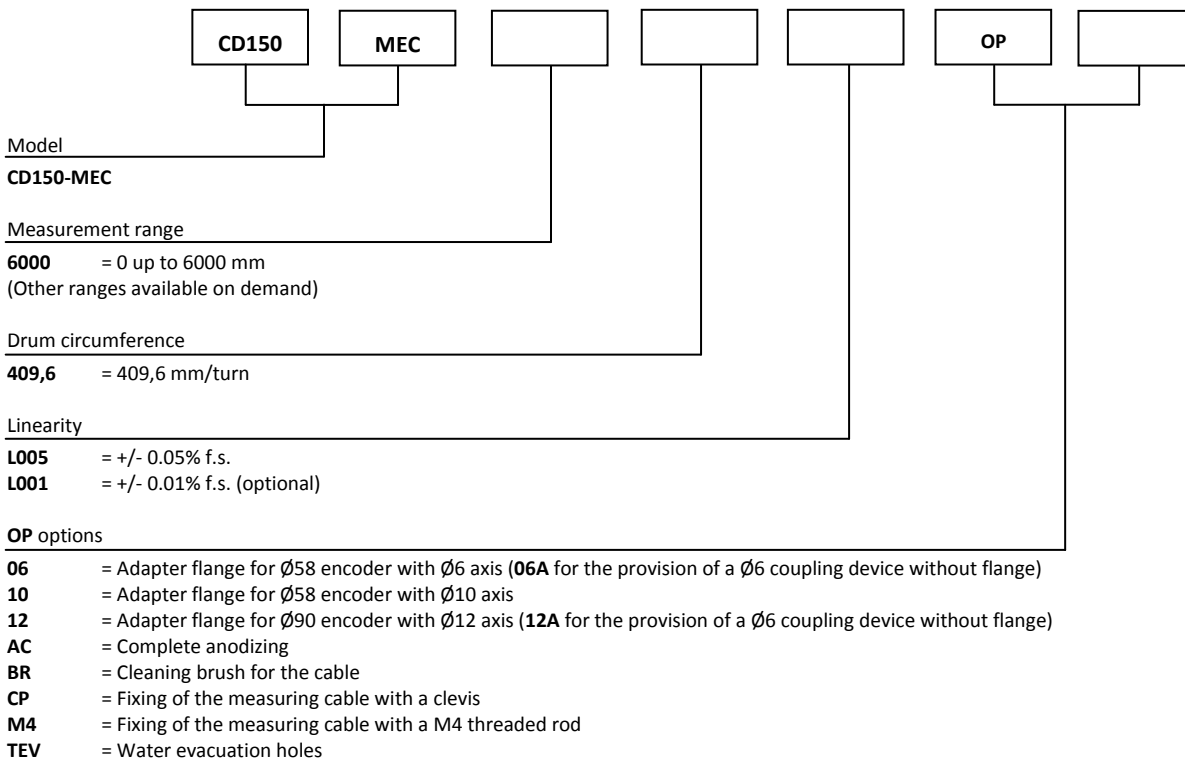 CD150 MEC OP
Model
CD150-MEC
Measurement range
6000 = 0 up to 6000 mm
(Other ranges available on demand)
Drum circumference
409,6 = 409,6 mm/turn
Linearity
L005 = +/- 0.05% f.s.
L001 = +/- 0.01% f.s. (optional)
OP options
06 = Adapter flange for Ø58 encoder with Ø6 axis (06A for the provision of a Ø6 coupling device without flange)
10 = Adapter flange for Ø58 encoder with Ø10 axis
12 = Adapter flange for Ø90 encoder with Ø12 axis (12A for the provision of a Ø6 coupling device without flange)
AC = Complete anodizing
BR = Cleaning brush for the cable
CP = Fixing of the measuring cable with a clevis
M4 = Fixing of the measuring cable with a M4 threaded rod
TEV = Water evacuation holes